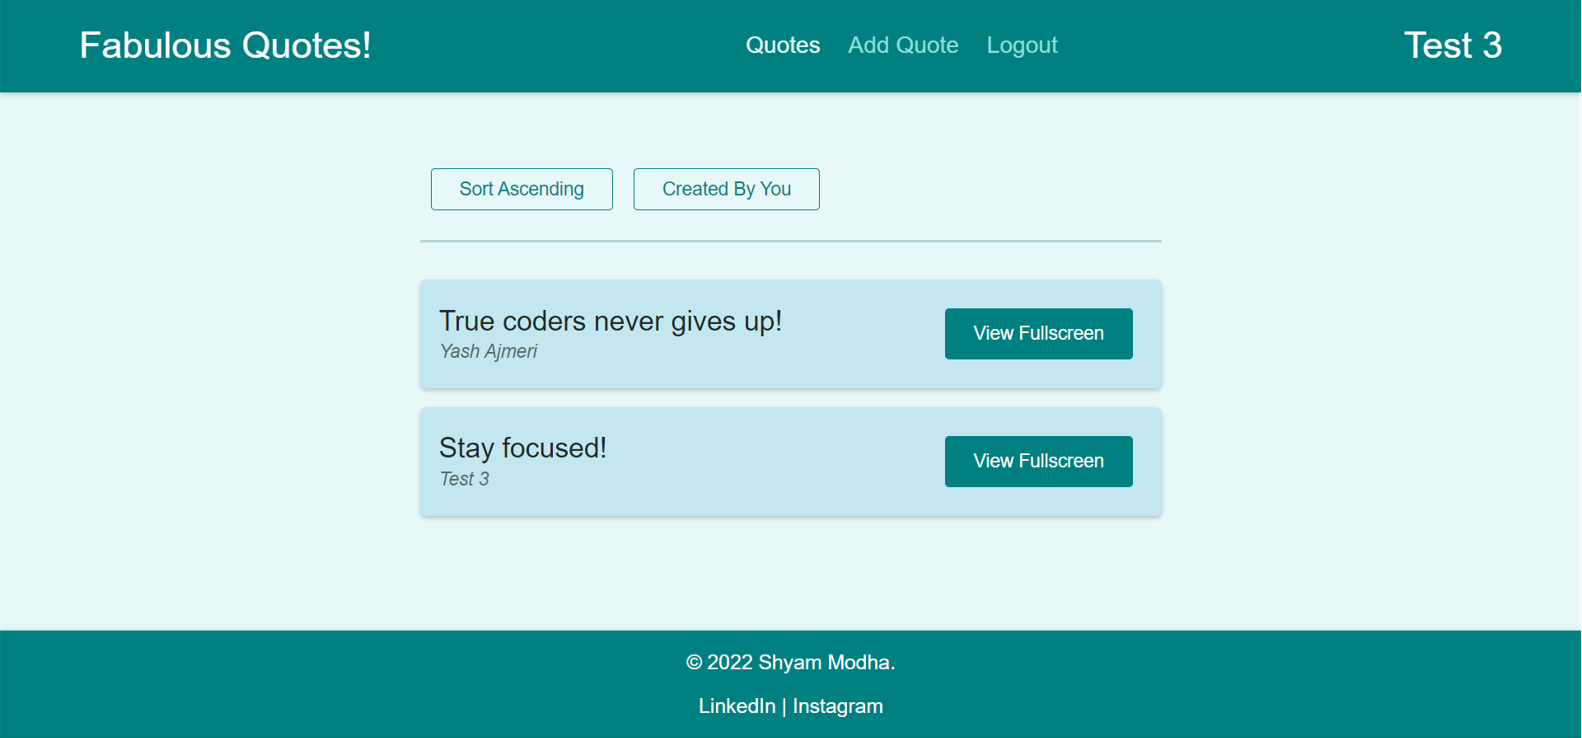 Fabulous Quotes! Quotes Add Quote Logout Test 3
Sort Ascending Created By You
True coders never gives up!
Yash Ajmeri
View Fullscreen
Stay focused!
Test 3
View Fullscreen
© 2022 Shyam Modha.
LinkedIn | Instagram